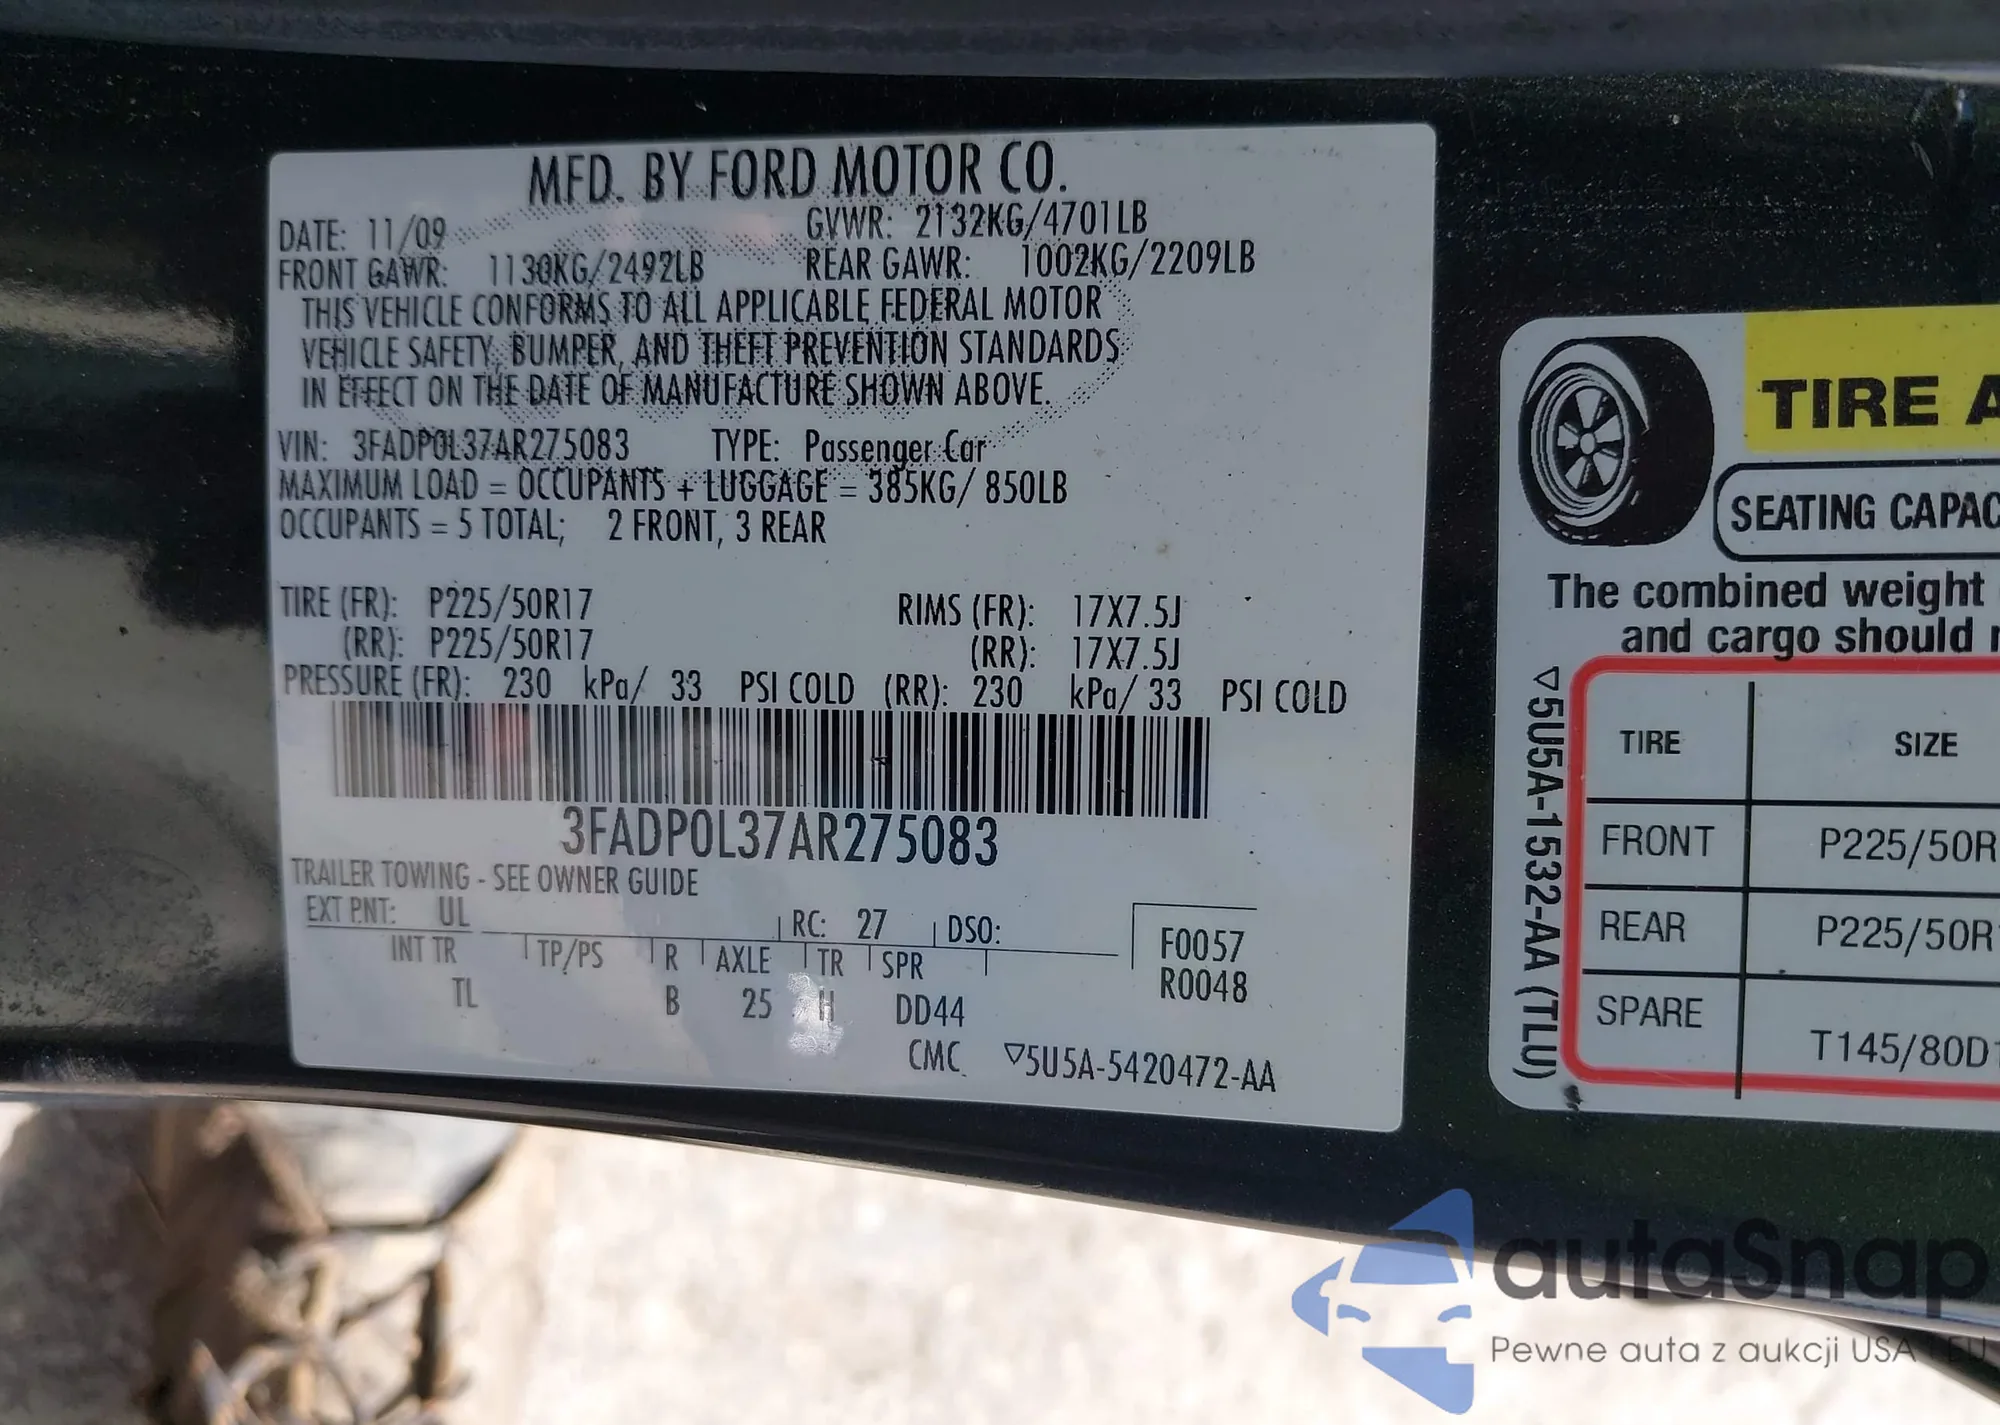 MFD. BY FORD MOTOR CO.
DATE: 11/09 GVWR: 2132KG/4701LB
FRONT GAWR: 1130KG/2492LB REAR GAWR: 1002KG/2209LB
THIS VEHICLE CONFORMS TO ALL APPLICABLE FEDERAL MOTOR
VEHICLE SAFETY, BUMPER, AND THEFT PREVENTION STANDARDS
IN EFFECT ON THE DATE OF MANUFACTURE SHOWN ABOVE.
VIN: 3FADP0L37AR275083 TYPE: Passenger Car
MAXIMUM LOAD = OCCUPANTS + LUGGAGE = 385KG/ 850LB
OCCUPANTS = 5 TOTAL; 2 FRONT, 3 REAR
TIRE (FR): P225/50R17 RIMS (FR): 17X7.5J
(RR): P225/50R17 (RR): 17X7.5J
PRESSURE (FR): 230 kPa/ 33 PSI COLD (RR): 230 kPa/ 33 PSI COLD
3FADP0L37AR275083
TRAILER TOWING - SEE OWNER GUIDE
EXT PNT: UL RC: 27 DSO:
INT TR TP/PS R AXLE TR SPR F0057
TL B 25 H DD44 R0048
CMC ▽5U5A-5420472-AA
TIRE A
SEATING CAPAC
The combined weight
and cargo should
▽5U5A-1532-AA (TLU)
TIRE SIZE
FRONT P225/50R
REAR P225/50R
SPARE T145/80D
autaSnap
Pewne auta z aukcji USA i EU